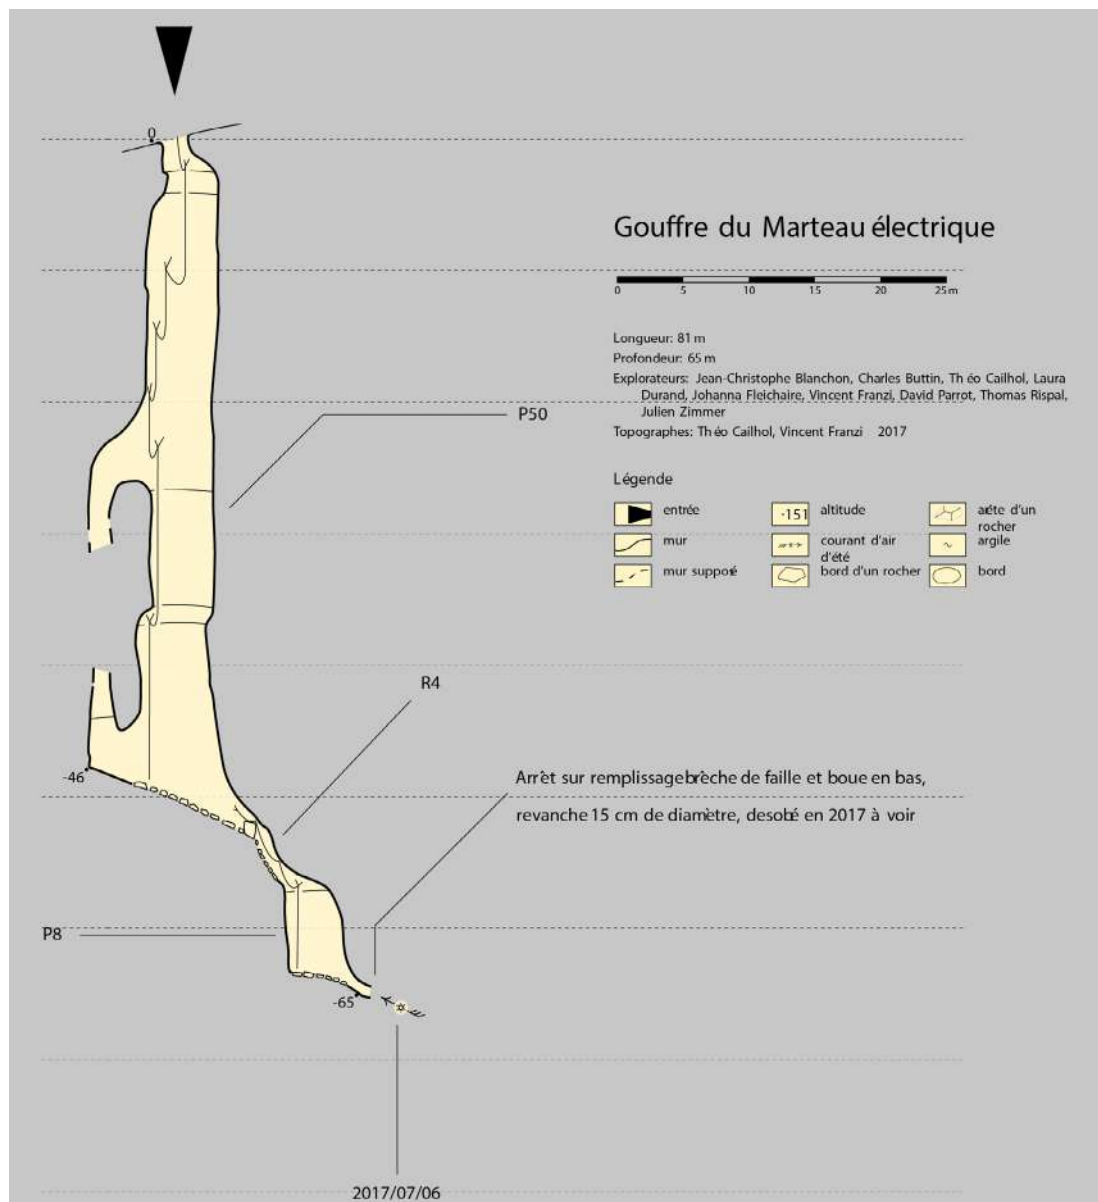 0
Gouffre du Marteau électrique
0 5 10 15 20 25 m
Longueur: 81 m
Profondeur: 65 m
Explorateurs: Jean-Christophe Blanchon, Charles Buttin, Théo Cailhol, Laura
Durand, Johanna Fleichaire, Vincent Franzi, David Parrot, Thomas Rispal,
Julien Zimmer
Topographes: Théo Cailhol, Vincent Franzi 2017
P50
Légende
entrée
altitude
arête d'un
rocher
-151
mur
courant d'air
d'été
argile
mur supposé
bord d'un rocher
bord
R4
-46
Arrêt sur remplissage brèche de faille et boue en bas,
revanche 15 cm de diamètre, desobé en 2017 à voir
P8
-65
2017/07/06